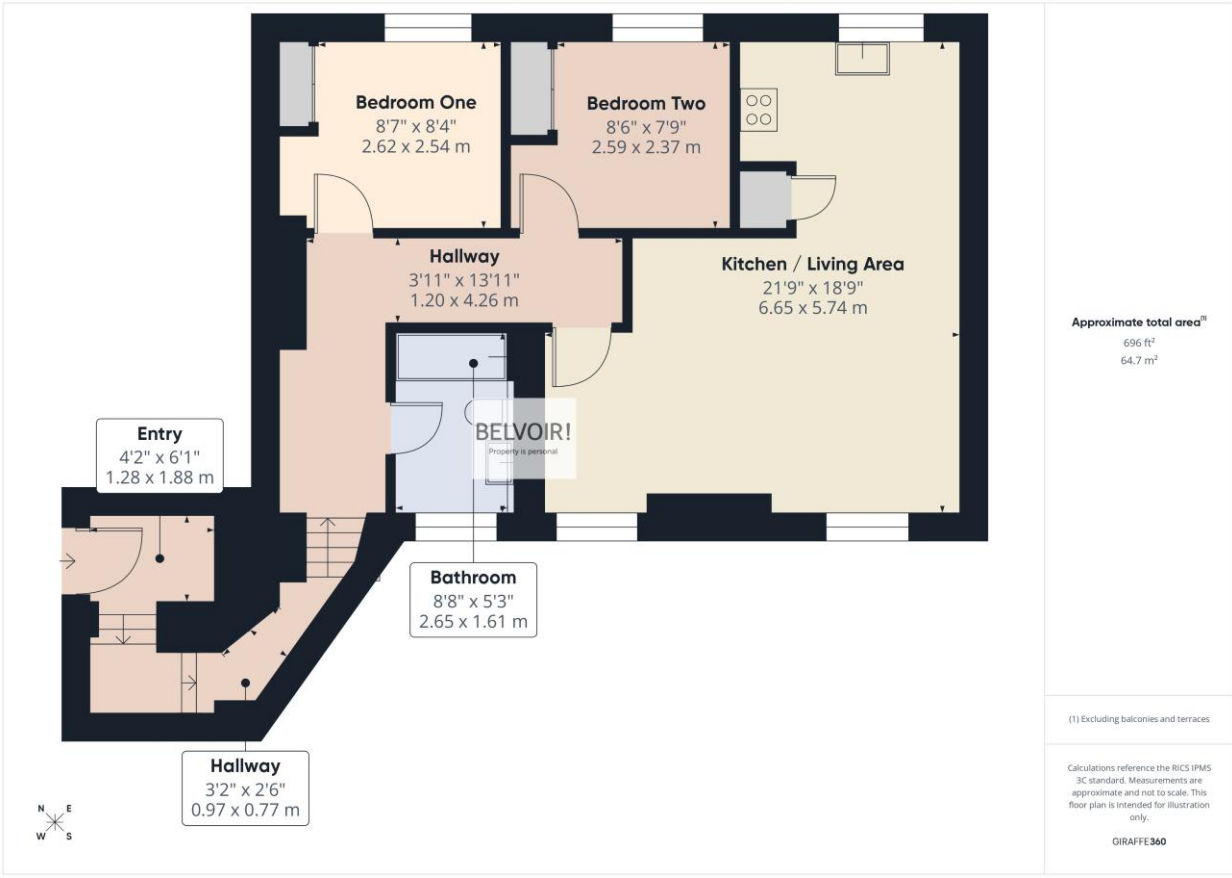 Bedroom One
8'7" x 8'4"
2.62 x 2.54 m
Bedroom Two
8'6" x 7'9"
2.59 x 2.37 m
Hallway
3'11" x 13'11"
1.20 x 4.26 m
Kitchen / Living Area
21'9" x 18'9"
6.65 x 5.74 m
Approximate total area(1)
696 ft²
64.7 m²
Entry
4'2" x 6'1"
1.28 x 1.88 m
BELVOIR!
Property is personal
Bathroom
8'8" x 5'3"
2.65 x 1.61 m
Hallway
3'2" x 2'6"
0.97 x 0.77 m
N E
W S
(1) Excluding balconies and terraces
Calculations reference the RICS IPMS
3C standard. Measurements are
approximate and not to scale. This
floor plan is intended for illustration
only.
GIRAFFE360